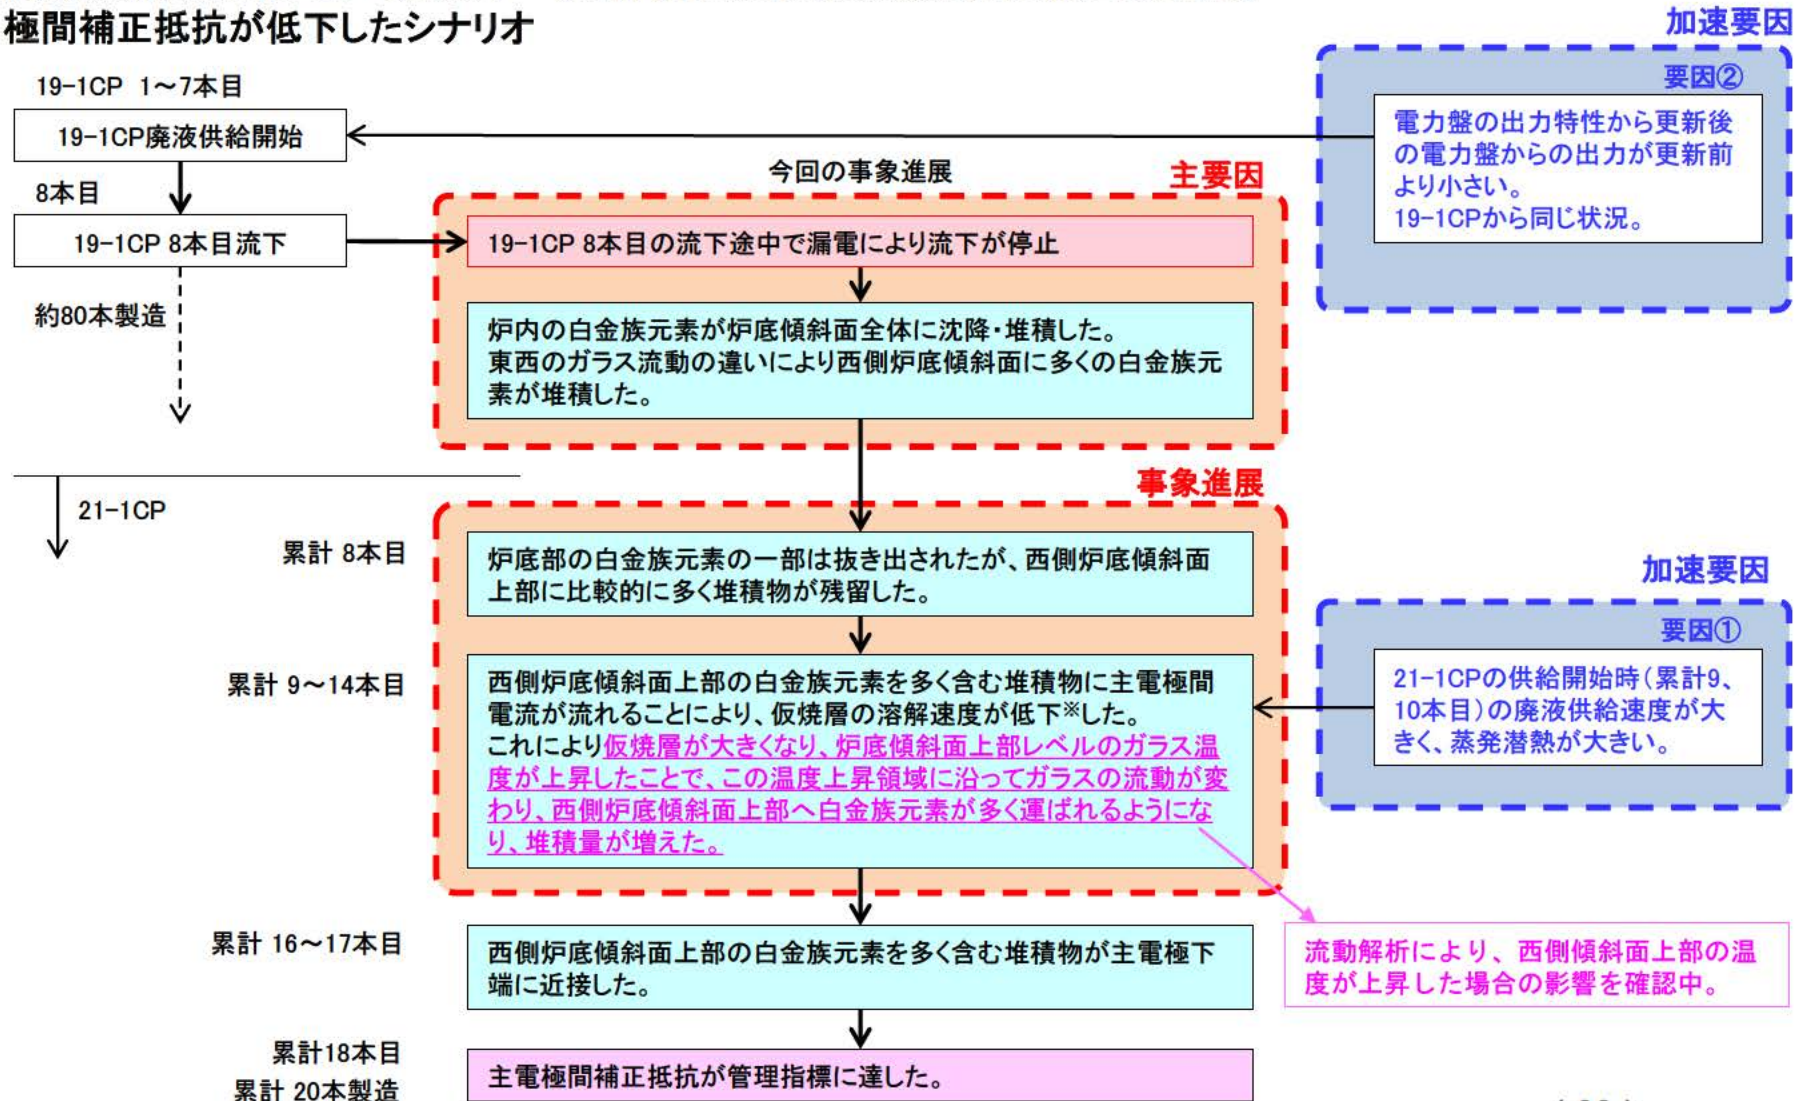 極間補正抵抗が低下したシナリオ
加速要因
要因②
電力盤の出力特性から更新後
の電力盤からの出力が更新前
より小さい。
19-1CPから同じ状況。
19-1CP 1～7本目
19-1CP廃液供給開始
8本目
19-1CP 8本目流下
約80本製造
今回の事象進展
主要因
19-1CP 8本目の流下途中で漏電により流下が停止
炉内の白金族元素が炉底傾斜面全体に沈降・堆積した。
東西のガラス流動の違いにより西側炉底傾斜面に多くの白金族元
素が堆積した。
21-1CP
事象進展
累計 8本目
炉底部の白金族元素の一部は抜き出されたが、西側炉底傾斜面
上部に比較的に多く堆積物が残留した。
累計 9～14本目
西側炉底傾斜面上部の白金族元素を多く含む堆積物に主電極間
電流が流れることにより、仮焼層の溶解速度が低下※した。
これにより仮焼層が大きくなり、炉底傾斜面上部レベルのガラス温
度が上昇したことで、この温度上昇領域に沿ってガラスの流動が変
わり、西側炉底傾斜面上部へ白金族元素が多く運ばれるようにな
り、堆積量が増えた。
加速要因
要因①
21-1CPの供給開始時（累計9、
10本目）の廃液供給速度が大
きく、蒸発潜熱が大きい。
累計 16～17本目
西側炉底傾斜面上部の白金族元素を多く含む堆積物が主電極下
端に近接した。
流動解析により、西側傾斜面上部の温
度が上昇した場合の影響を確認中。
累計18本目
累計 20本製造
主電極間補正抵抗が管理指標に達した。